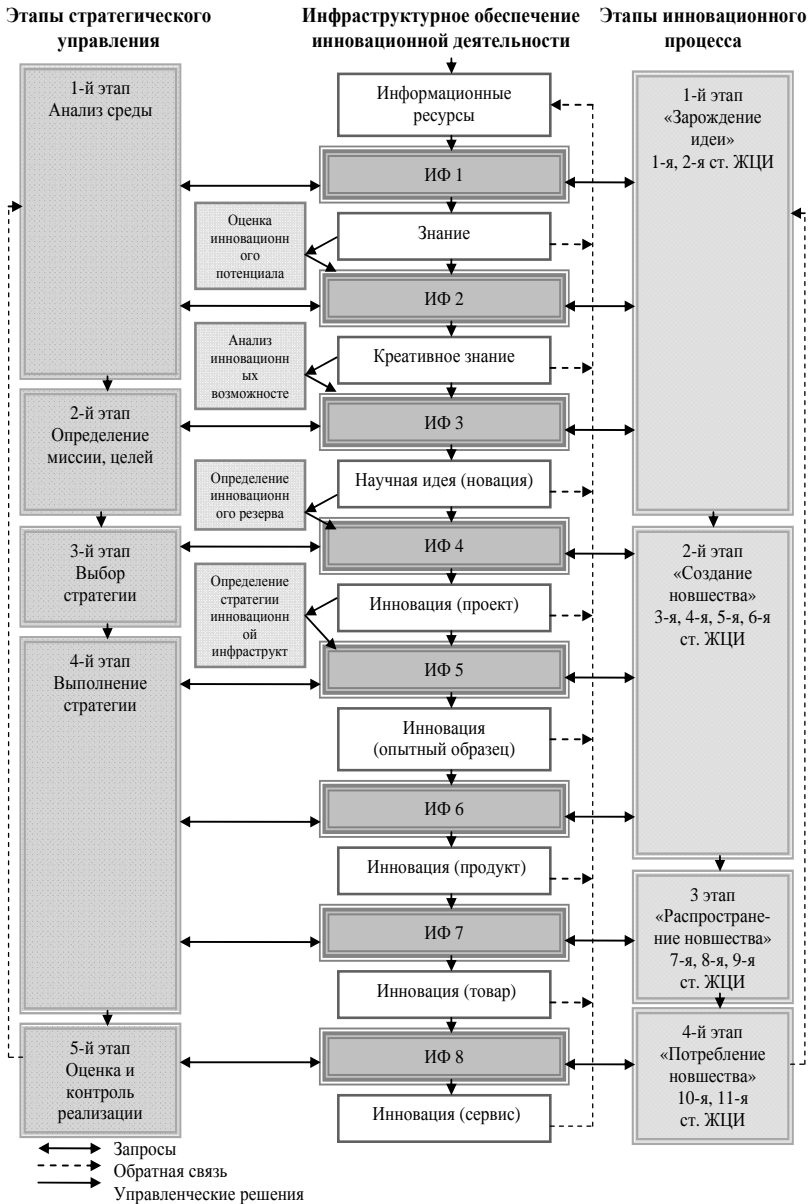 Этапы стратегического
управления
Инфраструктурное обеспечение
инновационной деятельности
Этапы инновационного
процесса
1-й этап
Анализ среды
2-й этап
Определение
миссии, целей
3-й этап
Выбор
стратегии
4-й этап
Выполнение
стратегии
5-й этап
Оценка и
контроль
реализации
Оценка
инновационн
ого
потенциала
Анализ
инновационн
ых
возможносте
Определение
инновационн
ого резерва
Определение
стратегии
инновационн
ой
инфраструкт
Информационные
ресурсы
ИФ 1
Знание
ИФ 2
Креативное знание
ИФ 3
Научная идея (новация)
ИФ 4
Инновация (проект)
ИФ 5
Инновация
(опытный образец)
ИФ 6
Инновация (продукт)
ИФ 7
Инновация (товар)
ИФ 8
Инновация (сервис)
1-й этап
«Зарождение
идеи»
1-я, 2-я ст. ЖЦИ
2-й этап
«Создание
новшества»
3-я, 4-я, 5-я, 6-я
ст. ЖЦИ
3 этап
«Распростране-
ение новшества»
7-я, 8-я, 9-я
ст. ЖЦИ
4-й этап
«Потребление
новшества»
10-я, 11-я
ст. ЖЦИ
Запросы
Обратная связь
Управленческие решения